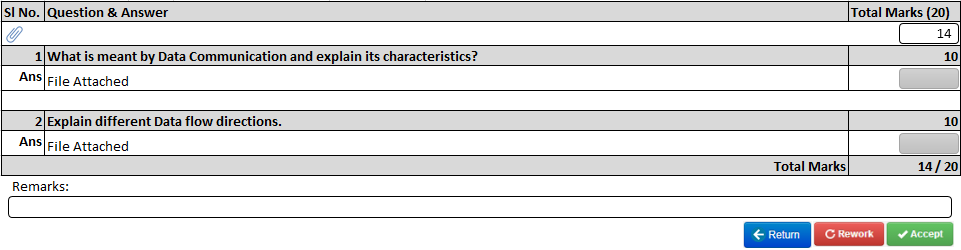 Sl No. Question & Answer Total Marks (20)
14
1 What is meant by Data Communication and explain its characteristics? 10
Ans File Attached
2 Explain different Data flow directions. 10
Ans File Attached
Total Marks 14 / 20
Remarks:
Return Rework Accept